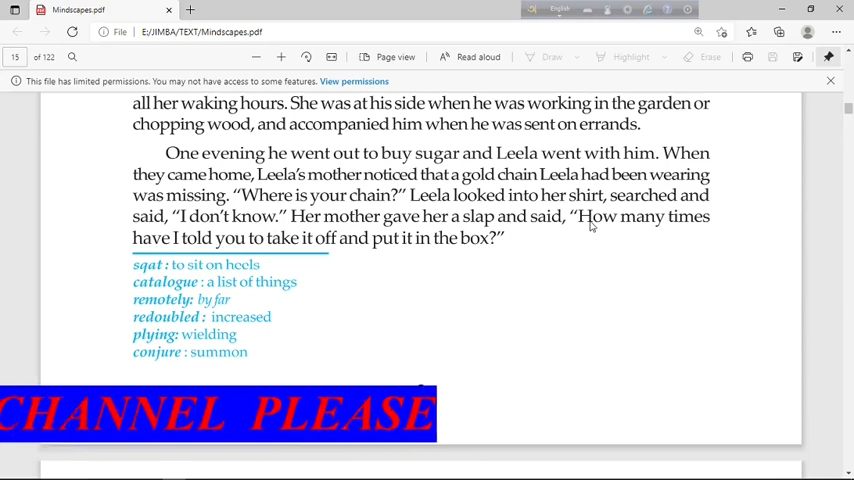 Mindscapes.pdf
English
File
E:/JIMBA/TEXT/Mindscapes.pdf
15 of 122
Page view
Read aloud
Draw
Highlight
Erase
This file has limited permissions. You may not have access to some features. View permissions
all her waking hours. She was at his side when he was working in the garden or
chopping wood, and accompanied him when he was sent on errands.
One evening he went out to buy sugar and Leela went with him. When
they came home, Leela's mother noticed that a gold chain Leela had been wearing
was missing. “Where is your chain?” Leela looked into her shirt, searched and
said, “I don't know.” Her mother gave her a slap and said, “How many times
have I told you to take it off and put it in the box?”
sqat : to sit on heels
catalogue : a list of things
remotely: by far
redoubled : increased
plying: wielding
conjure : summon
CHANNEL PLEASE